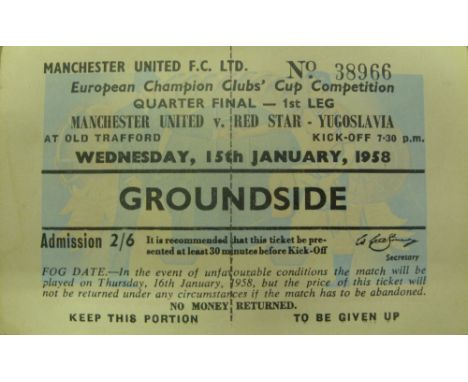 MANCHESTER UNITED F.C. LTD. No 38966
European Champion Clubs' Cup Competition
QUARTER FINAL — 1st LEG
MANCHESTER UNITED v. RED STAR - YUGOSLAVIA
AT OLD TRAFFORD KICK-OFF 7-30 p.m.
WEDNESDAY, 15th JANUARY, 1958
GROUNDSIDE
Admission 2/6 It is recommended that this ticket be pre-
sented at least 30 minutes before Kick-Off
Secretary
FOG DATE.—In the event of unfavourable conditions the match will be
played on Thursday, 16th January, 1958, but the price of this ticket will
not be returned under any circumstances if the match has to be abandoned.
NO MONEY RETURNED.
KEEP THIS PORTION TO BE GIVEN UP